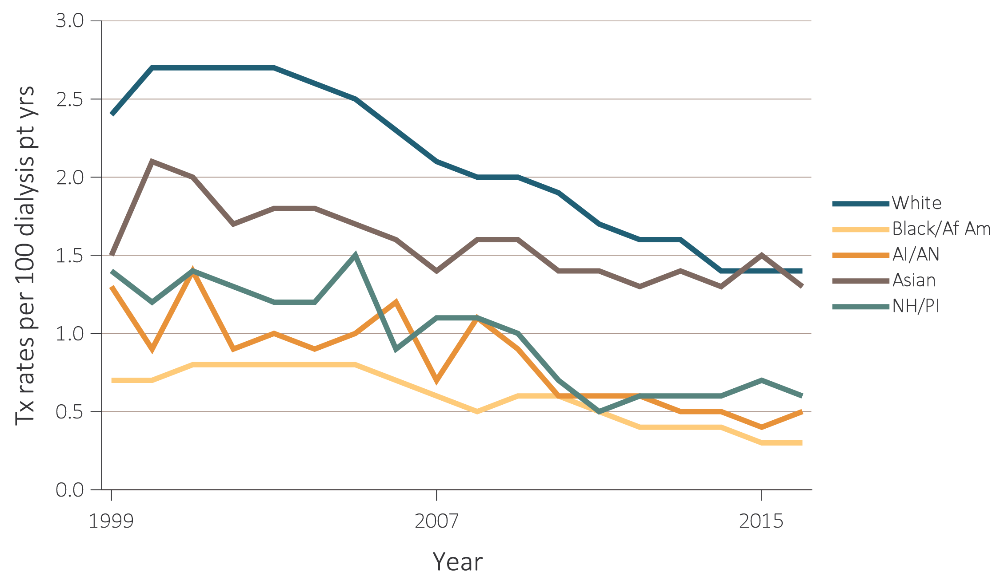 Tx rates per 100 dialysis pt yrs
3.0
2.5
2.0
1.5
1.0
0.5
0.0
1999 2007 2015
Year
White
Black/Af Am
AI/AN
Asian
NH/PI